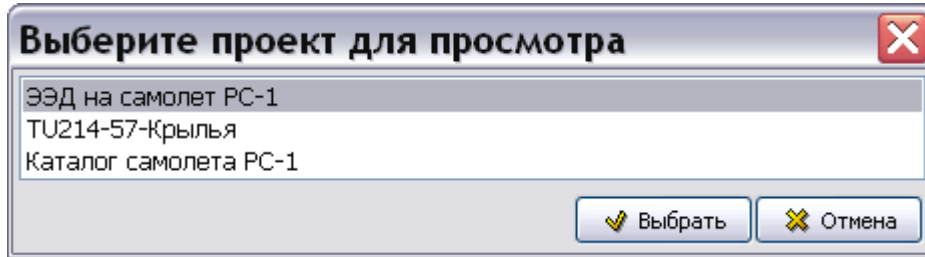 Выберите проект для просмотра
ЭЭД на самолет РС-1
TU214-57-Крылья
Каталог самолета РС-1
Выбрать
Отмена